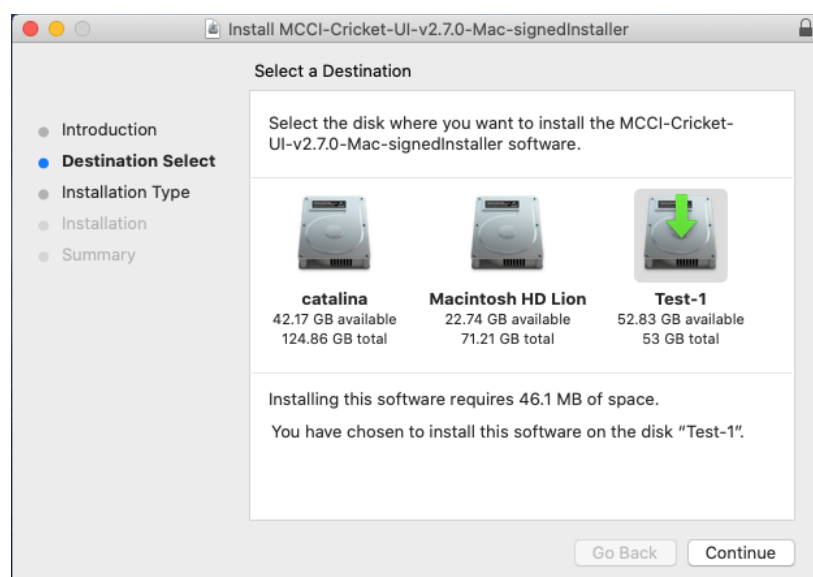 Install MCCI-Cricket-UI-v2.7.0-Mac-signedInstaller
Select a Destination
Introduction
Destination Select
Installation Type
Installation
Summary
Select the disk where you want to install the MCCI-Cricket-
UI-v2.7.0-Mac-signedInstaller software.
catalina
42.17 GB available
124.86 GB total
Macintosh HD Lion
22.74 GB available
71.21 GB total
Test-1
52.83 GB available
53 GB total
Installing this software requires 46.1 MB of space.
You have chosen to install this software on the disk “Test-1”.
Go Back
Continue